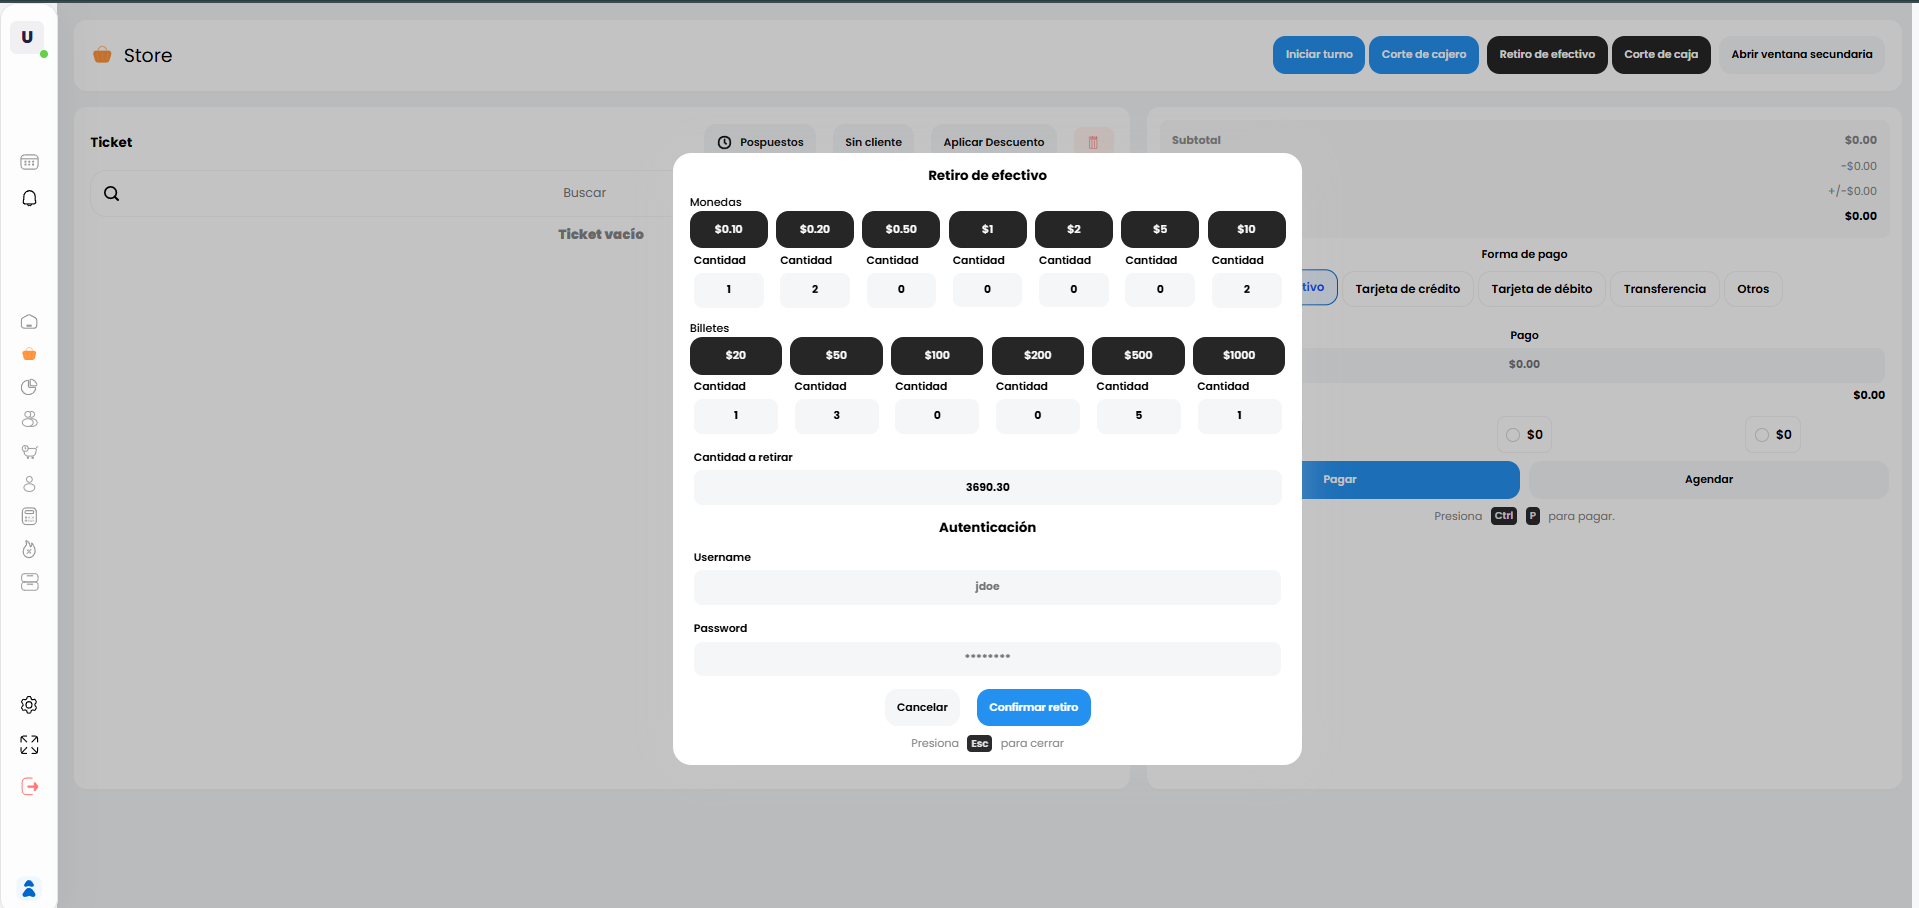 U
Store
Iniciar turno Corte de cajero Retiro de efectivo Corte de caja Abrir ventana secundaria
Ticket
Pospuestos Sin cliente Aplicar Descuento
Buscar
Ticket vacío
Retiro de efectivo
Monedas
$0.10 $0.20 $0.50 $1 $2 $5 $10
Cantidad Cantidad Cantidad Cantidad Cantidad Cantidad Cantidad
1 2 0 0 0 0 2
Billetes
$20 $50 $100 $200 $500 $1000
Cantidad Cantidad Cantidad Cantidad Cantidad Cantidad
1 3 0 0 5 1
Cantidad a retirar
3690.30
Autenticación
Username
jdoe
Password
********
Cancelar Confirmar retiro
Presiona Esc para cerrar
Subtotal $0.00
-$0.00
+/-$0.00
$0.00
Forma de pago
tivo Tarjeta de crédito Tarjeta de débito Transferencia Otros
Pago
$0.00
$0.00
$0 $0
Pagar Agendar
Presiona Ctrl P para pagar.